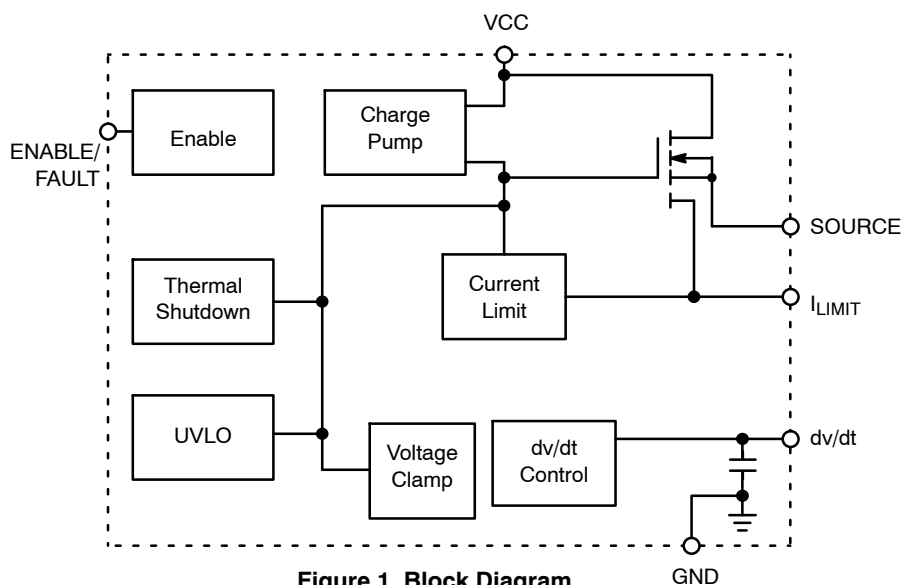 VCC
Enable
Charge
Pump
ENABLE/
FAULT
SOURCE
Thermal
Shutdown
Current
Limit
ILIMIT
UVLO
Voltage
Clamp
dv/dt
Control
dv/dt
GND
Figure 1. Block Diagram